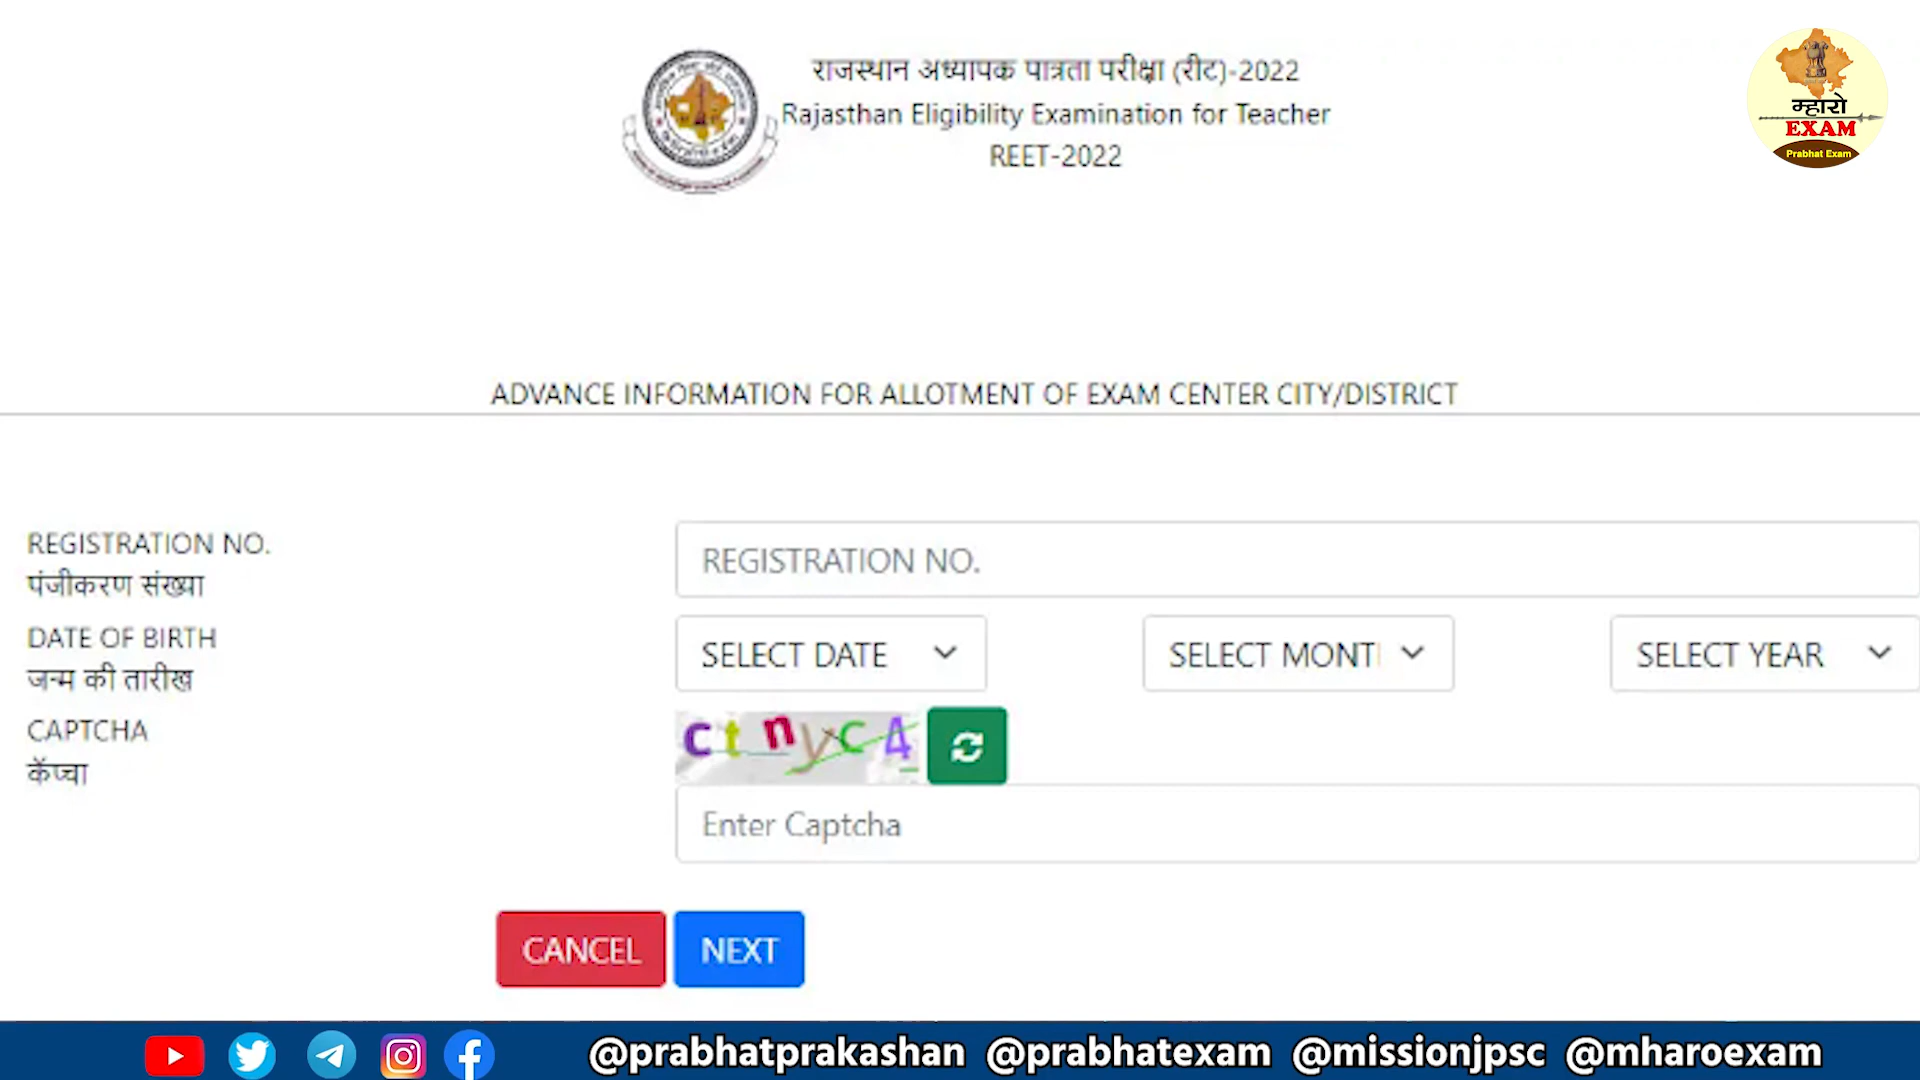 राजस्थान अध्यापक पात्रता परीक्षा (रीट)-2022
Rajasthan Eligibility Examination for Teacher
REET-2022
म्हारो
EXAM
Prabhat Exam
ADVANCE INFORMATION FOR ALLOTMENT OF EXAM CENTER CITY/DISTRICT
REGISTRATION NO.
पंजीकरण संख्या
REGISTRATION NO.
DATE OF BIRTH
जन्म की तारीख
SELECT DATE
SELECT MONT
SELECT YEAR
CAPTCHA
कॅप्चा
ctnyc4
Enter Captcha
CANCEL
NEXT
@prabhatprakashan @prabhatexam @missionjpsc @mharoexam